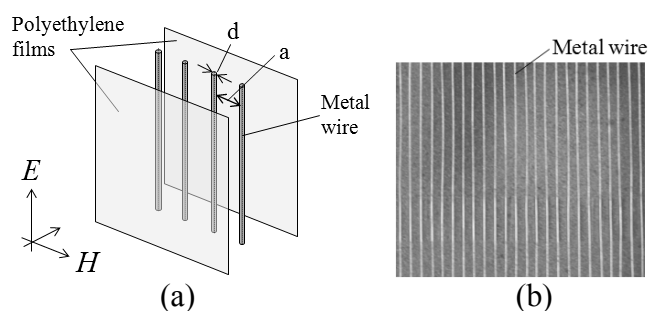 Polyethylene
films
d
a
Metal
wire
E
H
(a)
Metal wire
(b)